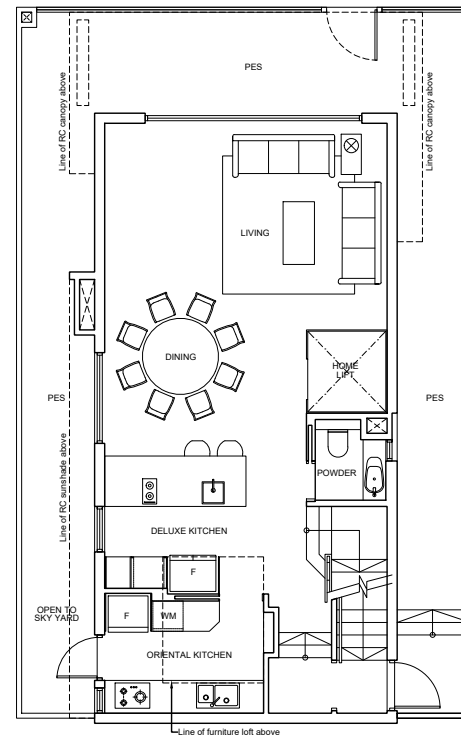 PES
Line of RC canopy above
Line of RC canopy above
LIVING
DINING
HOME
LIFT
PES
PES
POWDER
Line of RC sunshade above
DELUXE KITCHEN
F
OPEN TO
SKY YARD
F
WM
ORIENTAL KITCHEN
Line of furniture loft above